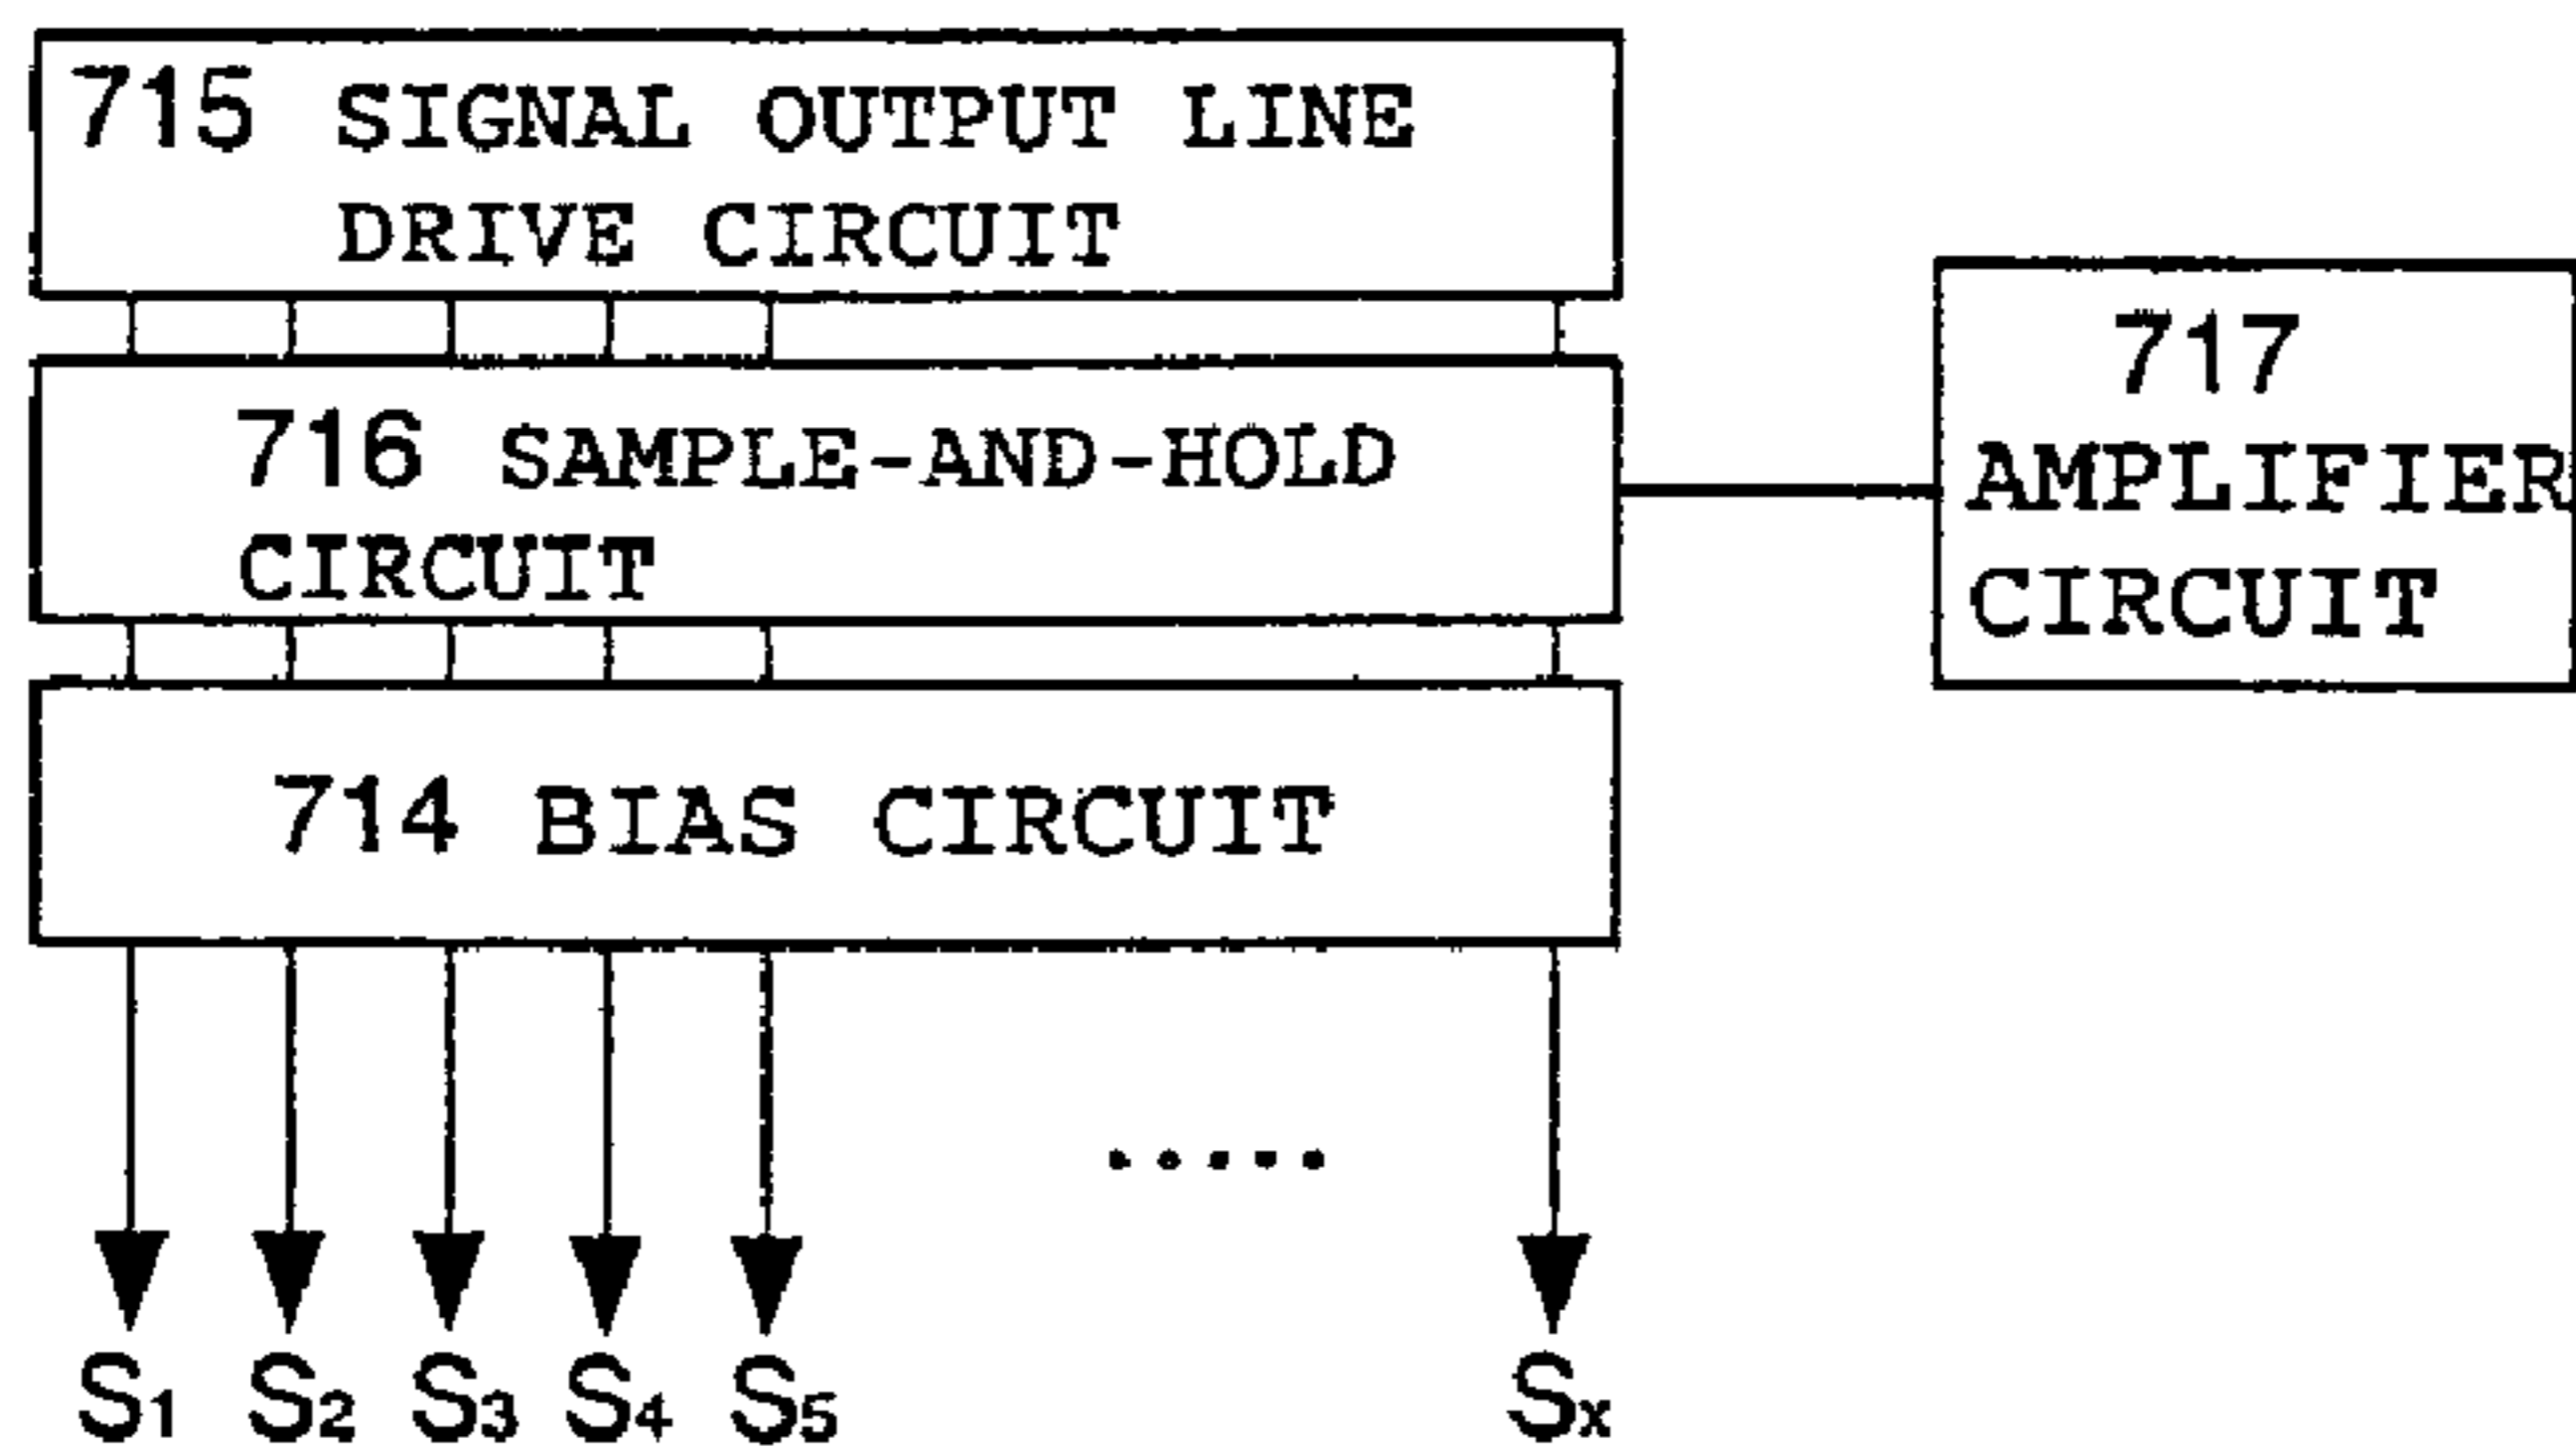 715 SIGNAL OUTPUT LINE
DRIVE CIRCUIT
716 SAMPLE-AND-HOLD
CIRCUIT
717
AMPLIFIER
CIRCUIT
714 BIAS CIRCUIT
.....
S1 S2 S3 S4 S5 Sx